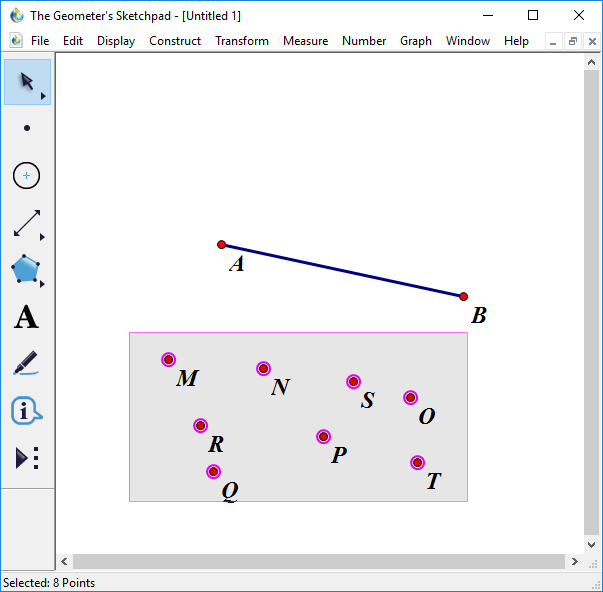 The Geometer's Sketchpad - [Untitled 1]
File Edit Display Construct Transform Measure Number Graph Window Help
A
A
B
M
N
S
O
R
P
T
Q
Selected: 8 Points